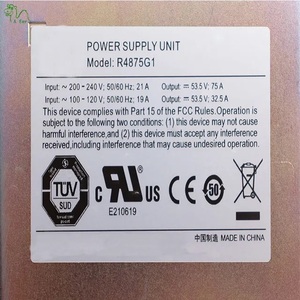 POWER SUPPLY UNIT
Model: R4875G1
Input: ~ 200 - 240 V; 50/60 Hz; 21 A Output: ⎓ 53.5 V; 75 A
Input: ~ 100 - 120 V; 50/60 Hz; 19 A Output: ⎓ 53.5 V; 32.5 A
This device complies with Part 15 of the FCC Rules.Operation is
subject to the following two conditions: (1) this device may not
cause harmful interference, and (2) this device must accept any
interference received, including interference that may cause
undesired operation.
TÜV
SUD
C UL US
E210619
中国制造 MADE IN CHINA